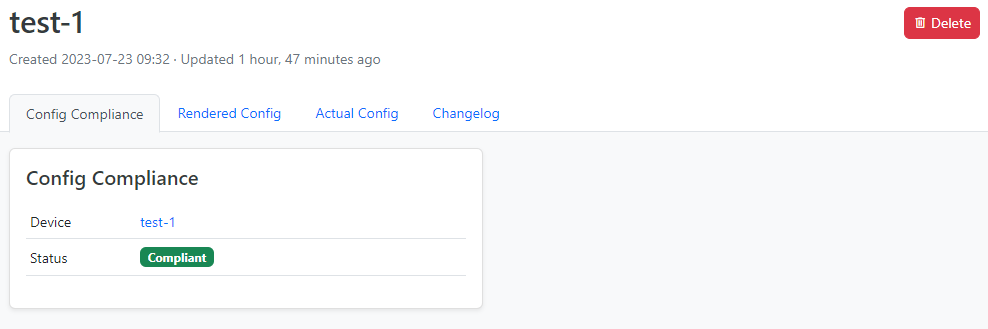 test-1
Delete
Created 2023-07-23 09:32 · Updated 1 hour, 47 minutes ago
Config Compliance Rendered Config Actual Config Changelog
Config Compliance
Device test-1
Status Compliant